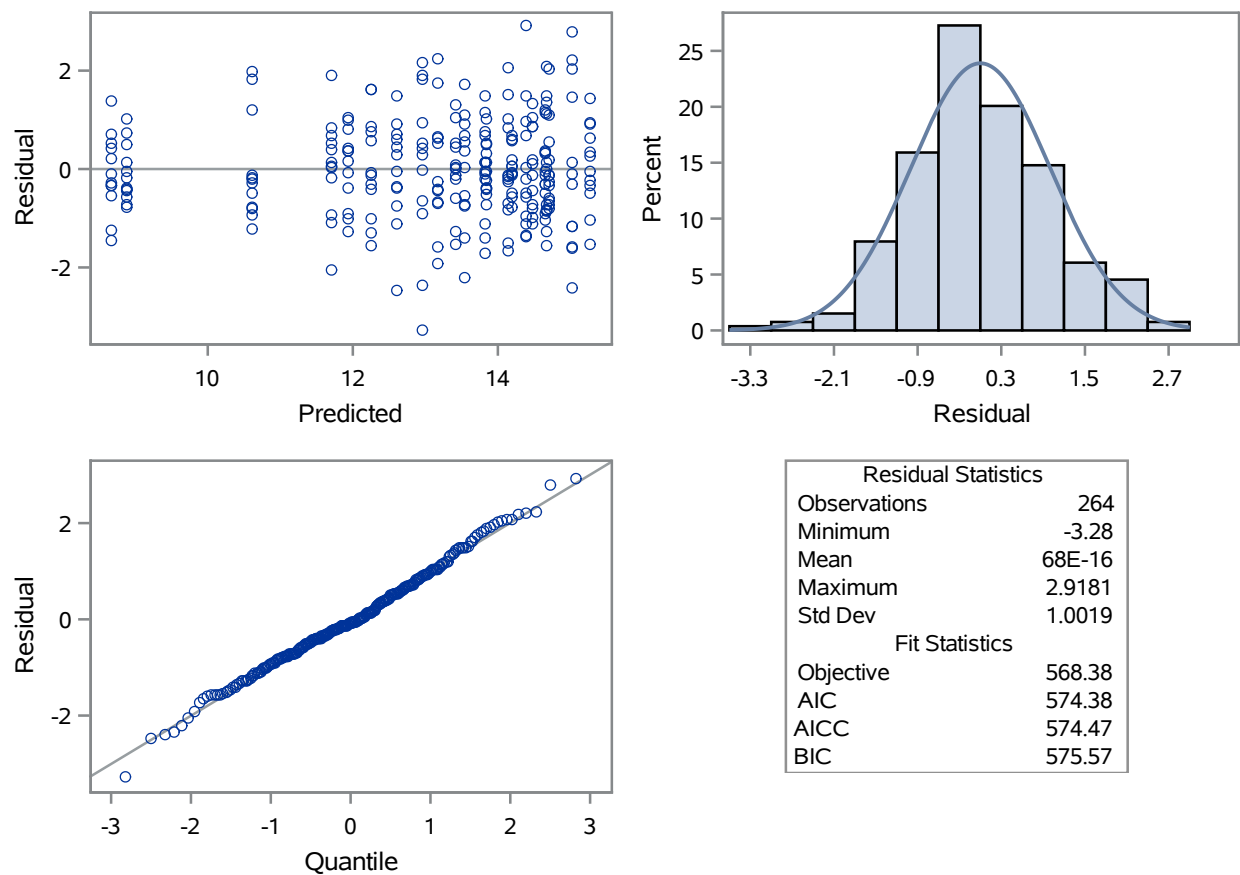 2
0
-2
Residual
10 12 14
Predicted
25
20
15
10
5
0
Percent
-3.3 -2.1 -0.9 0.3 1.5 2.7
Residual
2
0
-2
Residual
-3 -2 -1 0 1 2 3
Quantile
Residual Statistics
Observations 264
Minimum -3.28
Mean 68E-16
Maximum 2.9181
Std Dev 1.0019
Fit Statistics
Objective 568.38
AIC 574.38
AICC 574.47
BIC 575.57